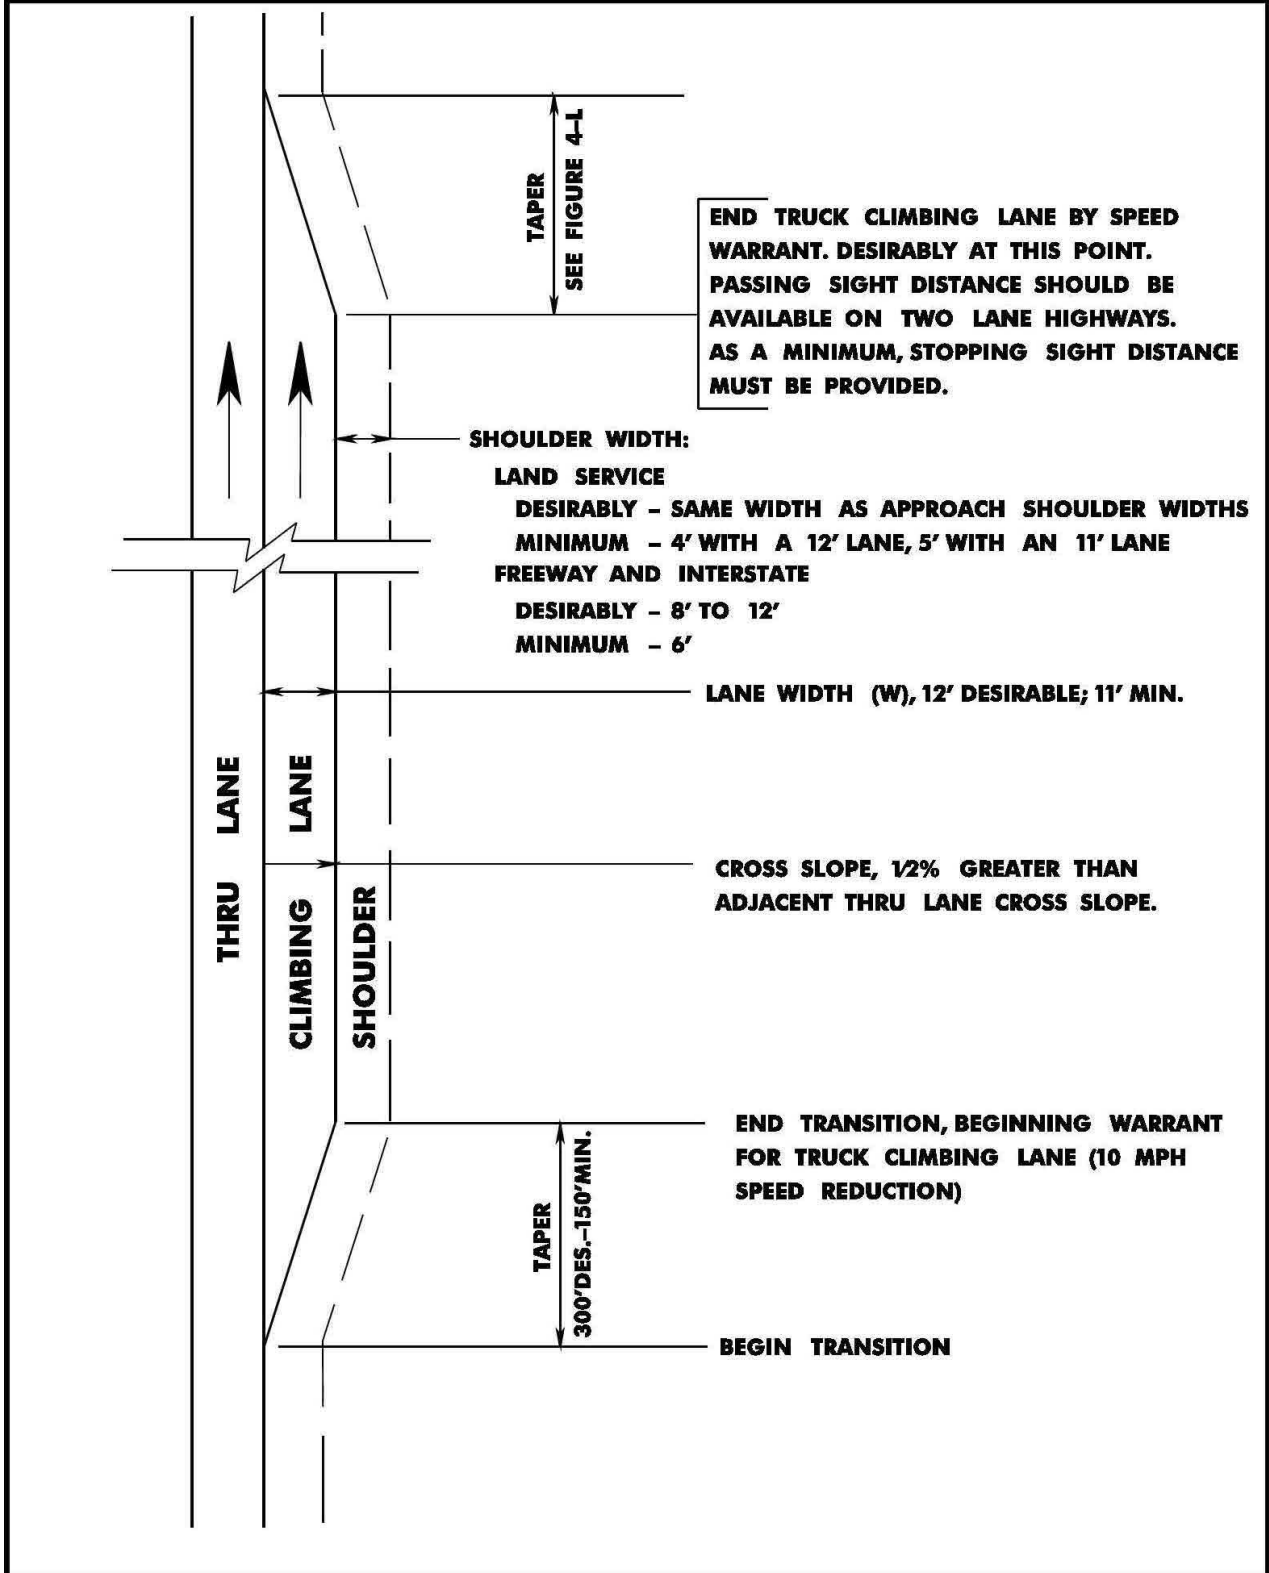 TAPER
SEE FIGURE 4-L
END TRUCK CLIMBING LANE BY SPEED
WARRANT. DESIRABLY AT THIS POINT.
PASSING SIGHT DISTANCE SHOULD BE
AVAILABLE ON TWO LANE HIGHWAYS.
AS A MINIMUM, STOPPING SIGHT DISTANCE
MUST BE PROVIDED.
SHOULDER WIDTH:
LAND SERVICE
DESIRABLY - SAME WIDTH AS APPROACH SHOULDER WIDTHS
MINIMUM - 4' WITH A 12' LANE, 5' WITH AN 11' LANE
FREEWAY AND INTERSTATE
DESIRABLY - 8' TO 12'
MINIMUM - 6'
LANE WIDTH (W), 12' DESIRABLE; 11' MIN.
THRU LANE
CLIMBING LANE
SHOULDER
CROSS SLOPE, 1/2% GREATER THAN
ADJACENT THRU LANE CROSS SLOPE.
END TRANSITION, BEGINNING WARRANT
FOR TRUCK CLIMBING LANE (10 MPH
SPEED REDUCTION)
TAPER
300' DES.-150' MIN.
BEGIN TRANSITION